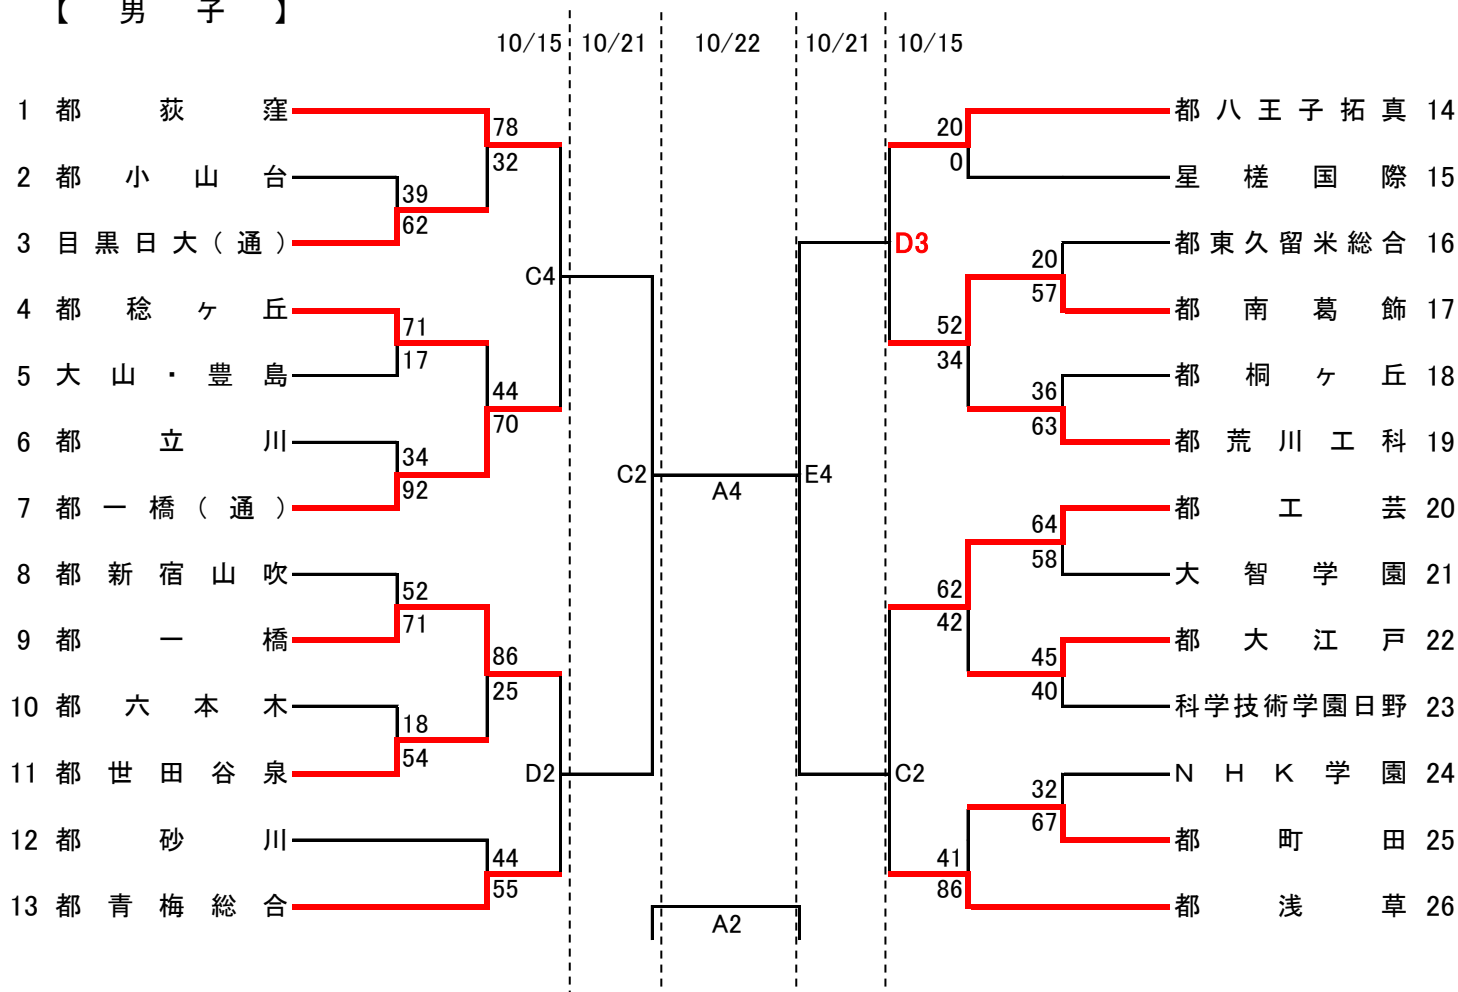 【 男 子 】
10/15 10/21 10/22 10/21 10/15
1 都 荻 窪
78
32
2 都 小 山 台
39
62
3 目黒日大(通)
C4
4 都 稔 ヶ 丘
71
17
5 大 山 ・ 豊 島
44
70
6 都 立 川
34
92
7 都 一 橋 ( 通 )
C2
A4
8 都 新 宿 山 吹
52
71
9 都 一 橋
86
25
10 都 六 本 木
18
54
11 都 世 田 谷 泉
D2
12 都 砂 川
44
55
13 都 青 梅 総 合
A2
都 八 王 子 拓 真 14
20
0
星 槎 国 際 15
D3
都東久留米総合 16
20
57
都 南 葛 飾 17
52
34
都 桐 ヶ 丘 18
36
63
都 荒 川 工 科 19
E4
都 工 芸 20
64
58
大 智 学 園 21
62
42
都 大 江 戸 22
45
40
科学技術学園日野 23
C2
N H K 学 園 24
32
67
都 町 田 25
41
86
都 浅 草 26